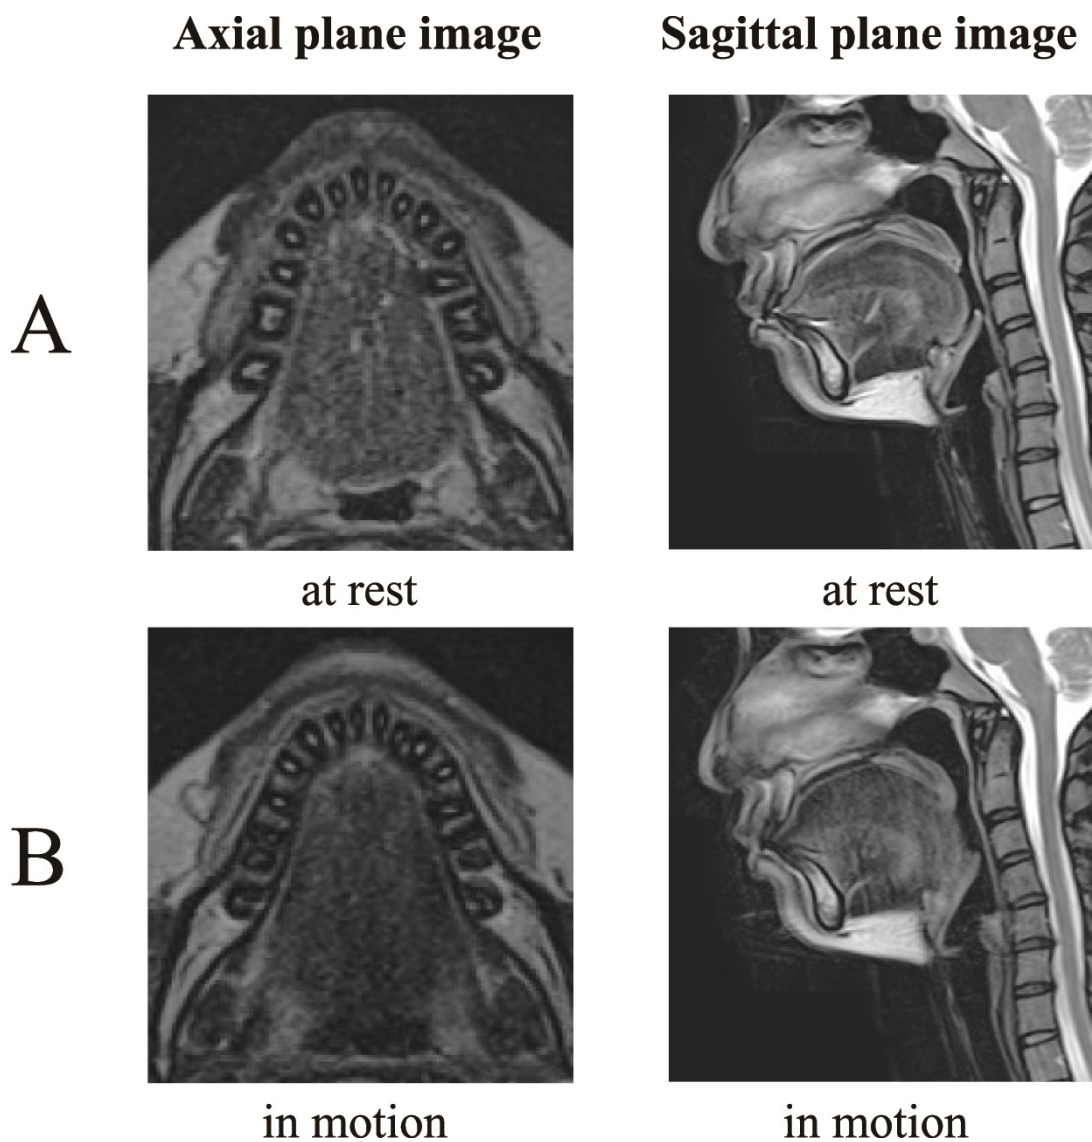 Axial plane image
Sagittal plane image
A
at rest
at rest
B
in motion
in motion